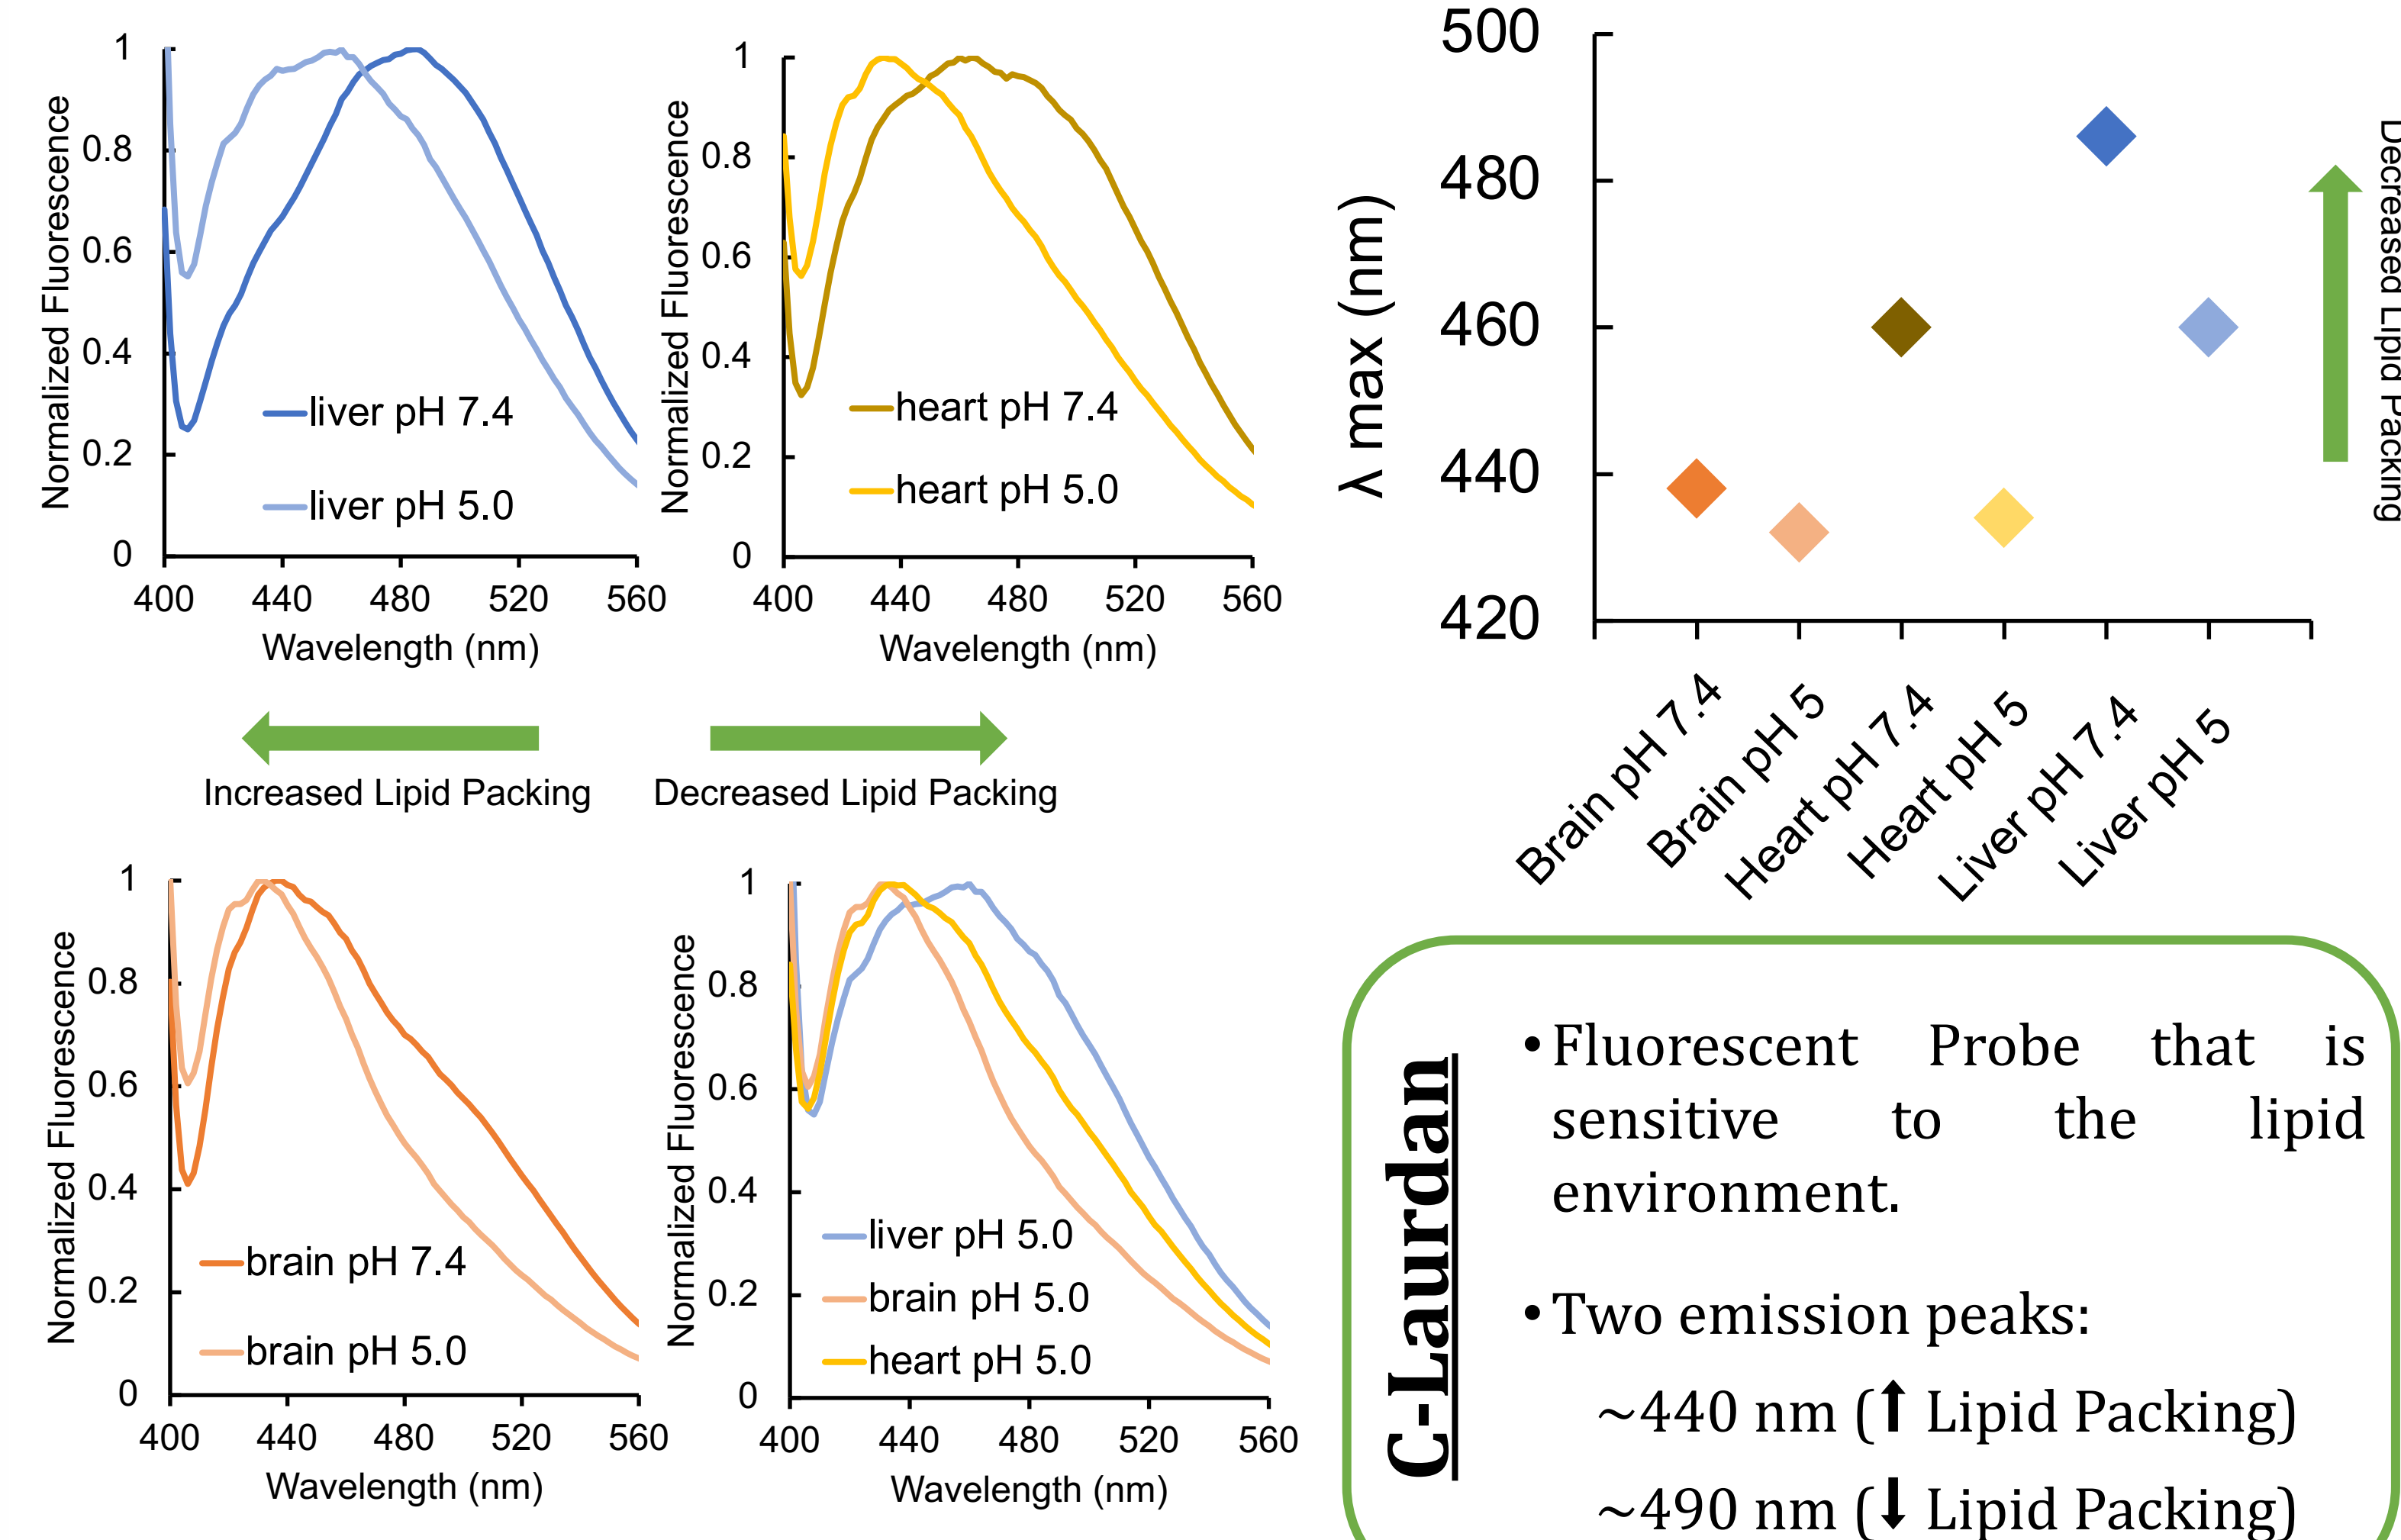 1
0.8
0.6
0.4
0.2
0
Normalized Fluorescence
liver pH 7.4
liver pH 5.0
400 440 480 520 560
Wavelength (nm)
1
0.8
0.6
0.4
0.2
0
Normalized Fluorescence
heart pH 7.4
heart pH 5.0
400 440 480 520 560
Wavelength (nm)
500
480
460
440
420
λ max (nm)
Brain pH 7.4
Brain pH 5
Heart pH 7.4
Heart pH 5
Liver pH 7.4
Liver pH 5
Decreased Lipid Packing
Increased Lipid Packing
Decreased Lipid Packing
1
0.8
0.6
0.4
0.2
0
Normalized Fluorescence
brain pH 7.4
brain pH 5.0
400 440 480 520 560
Wavelength (nm)
1
0.8
0.6
0.4
0.2
0
Normalized Fluorescence
liver pH 5.0
brain pH 5.0
heart pH 5.0
400 440 480 520 560
Wavelength (nm)
C-Laurdan
• Fluorescent Probe that is
sensitive to the lipid
environment.
• Two emission peaks:
~440 nm (⬆ Lipid Packing)
~490 nm (⬇ Lipid Packing)